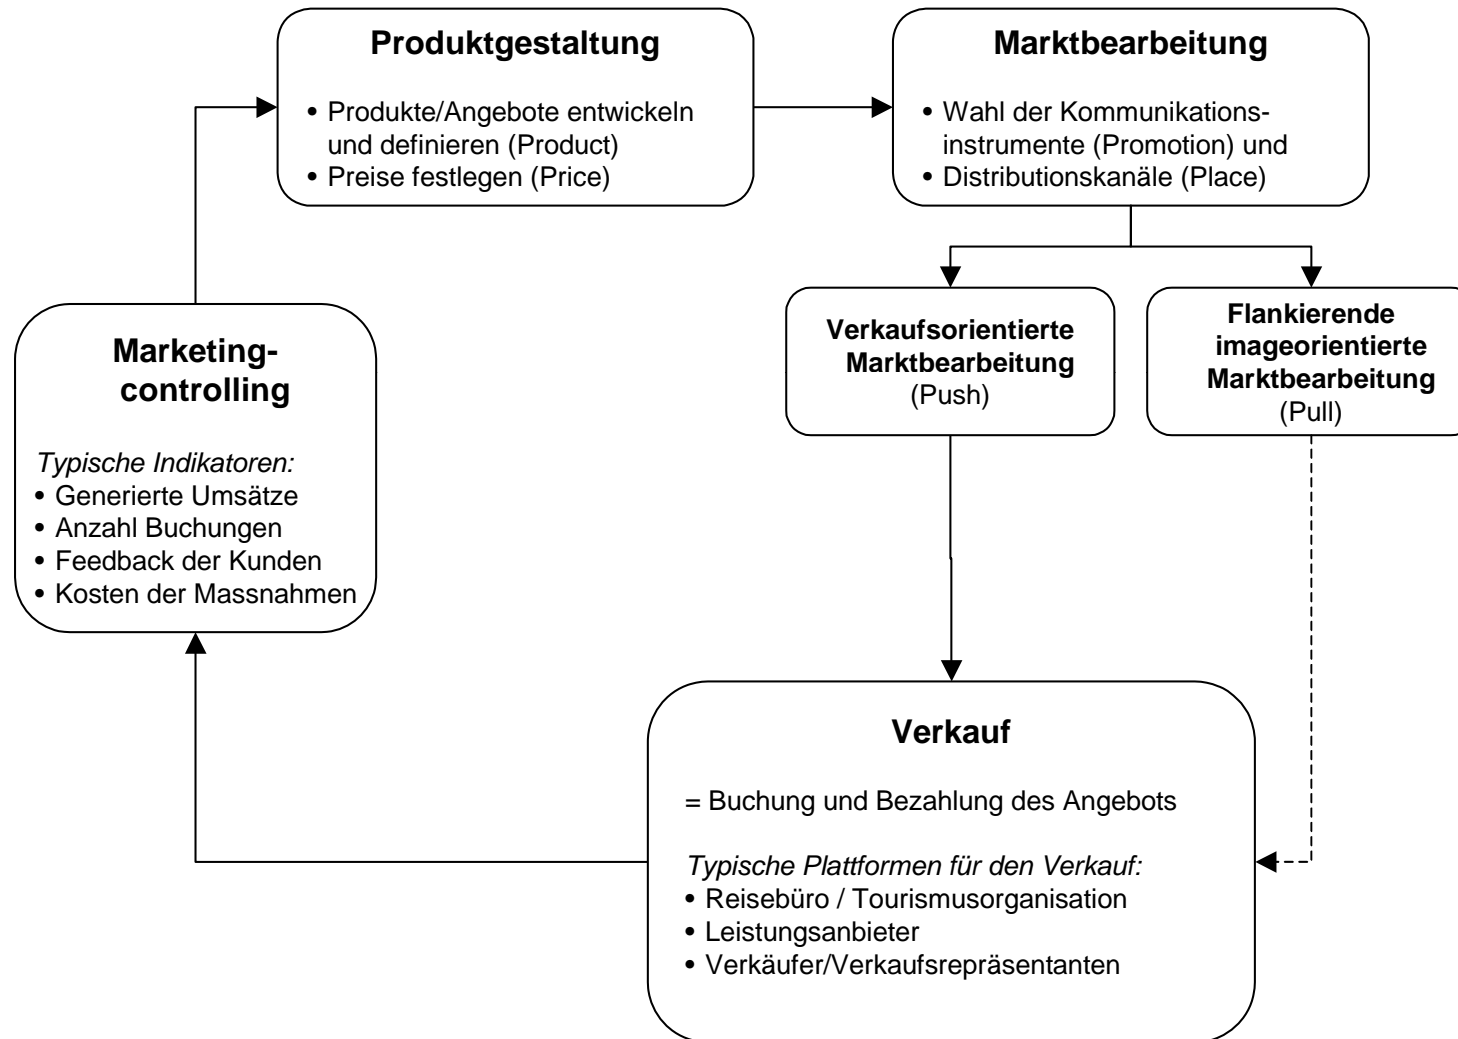 Produktgestaltung
• Produkte/Angebote entwickeln
und definieren (Product)
• Preise festlegen (Price)
Marktbearbeitung
• Wahl der Kommunikations-
instrumente (Promotion) und
• Distributionskanäle (Place)
Verkaufsorientierte
Marktbearbeitung
(Push)
Flankierende
imageorientierte
Marktbearbeitung
(Pull)
Marketing-
controlling
Typische Indikatoren:
• Generierte Umsätze
• Anzahl Buchungen
• Feedback der Kunden
• Kosten der Massnahmen
Verkauf
= Buchung und Bezahlung des Angebots
Typische Plattformen für den Verkauf:
• Reisebüro / Tourismusorganisation
• Leistungsanbieter
• Verkäufer/Verkaufsrepräsentanten